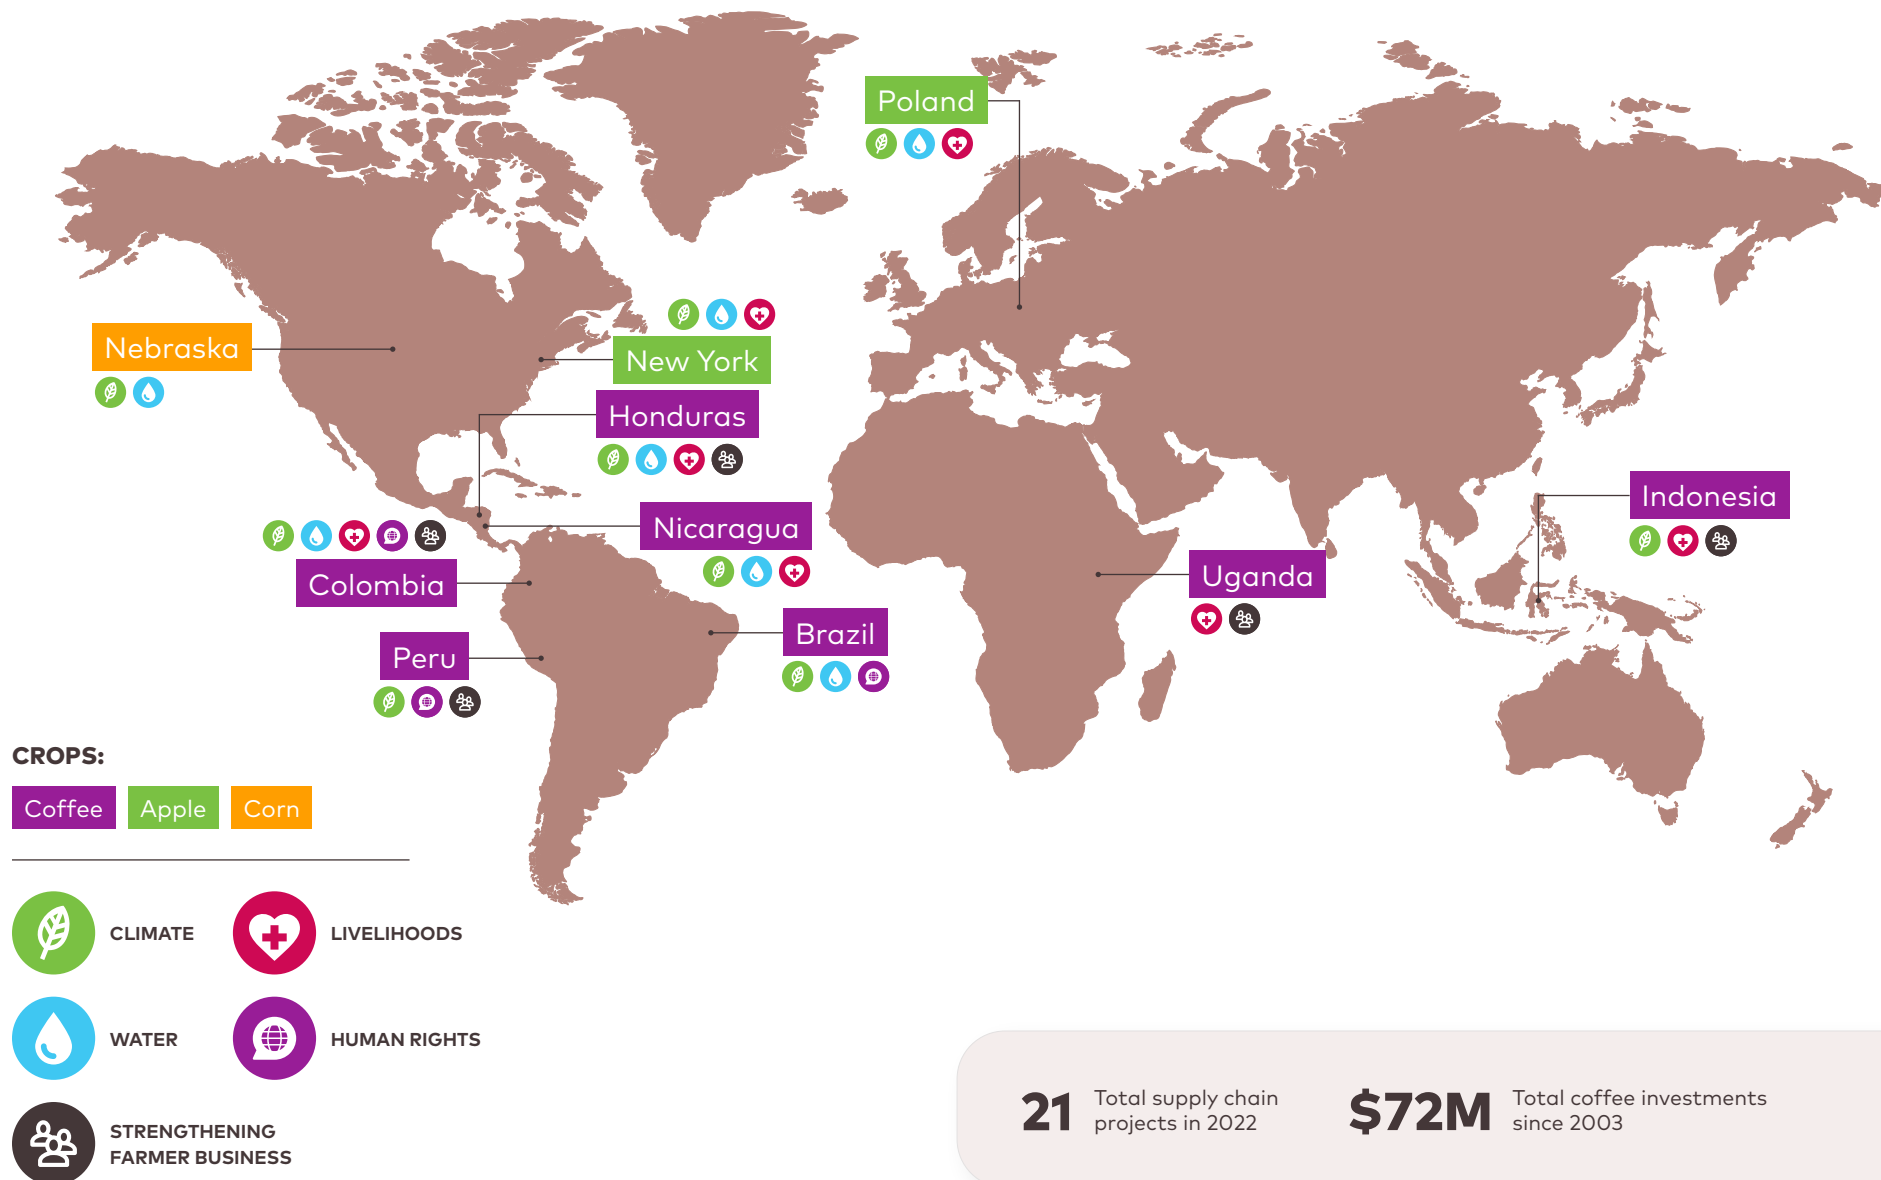 Poland
Nebraska
New York
Honduras
Nicaragua
Indonesia
Colombia
Uganda
Brazil
Peru
CROPS:
Coffee
Apple
Corn
CLIMATE
LIVELIHOODS
WATER
HUMAN RIGHTS
STRENGTHENING
FARMER BUSINESS
21
Total supply chain
projects in 2022
$72M
Total coffee investments
since 2003